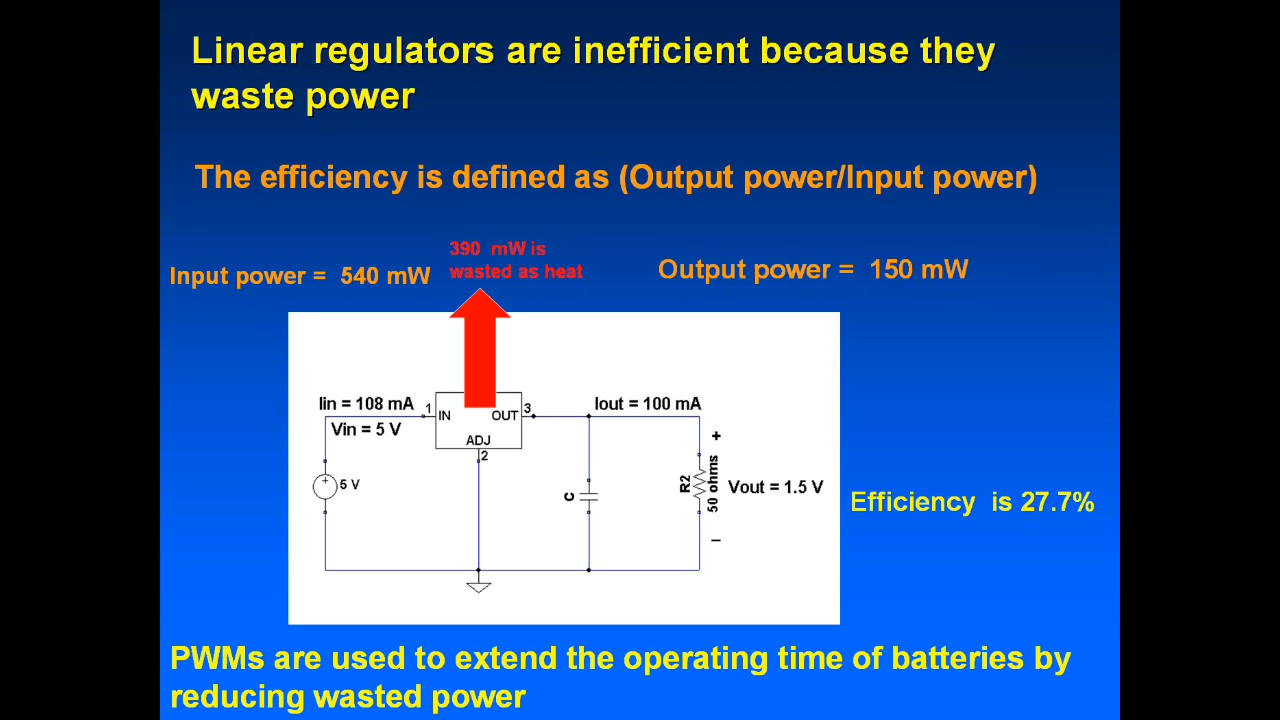 Linear regulators are inefficient because they
waste power
The efficiency is defined as (Output power/Input power)
390 mW is
wasted as heat
Input power = 540 mW
Output power = 150 mW
Iin = 108 mA
Vin = 5 V
1
IN
OUT
3
ADJ
2
Iout = 100 mA
+
5 V
C
R2
50 ohms
Vout = 1.5 V
–
Efficiency is 27.7%
PWMs are used to extend the operating time of batteries by
reducing wasted power